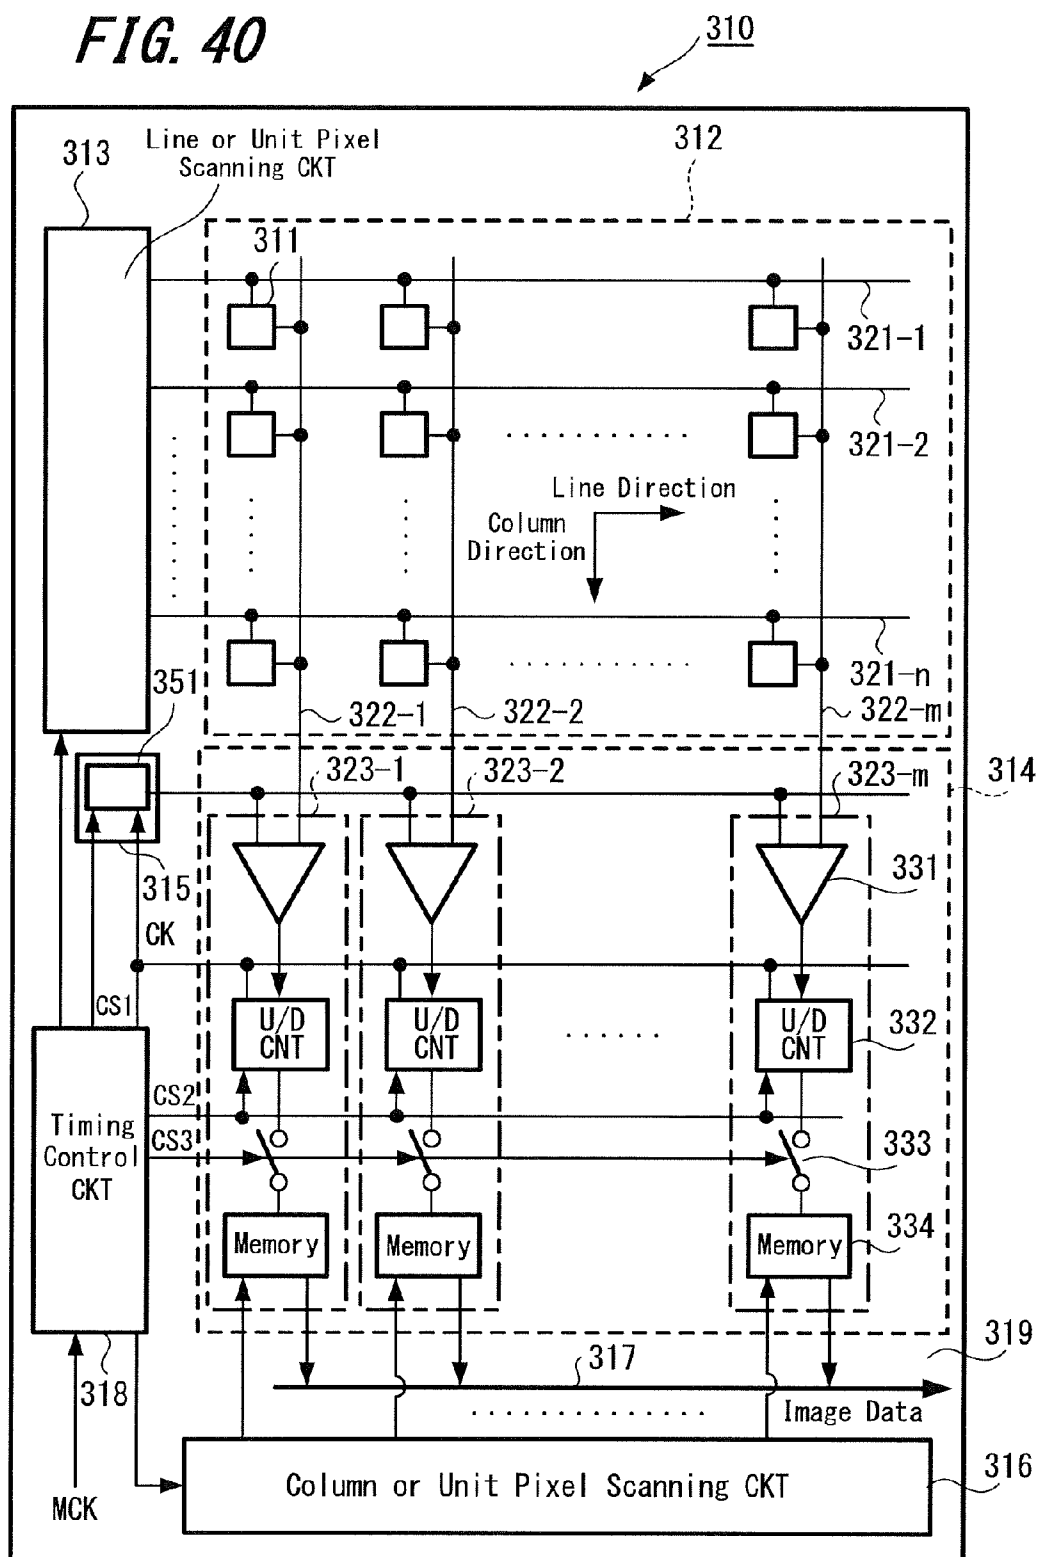 FIG. 40
310
Line or Unit Pixel
Scanning CKT
313
312
311
321-1
321-2
Line Direction
Column
Direction
321-n
351
322-1
322-2
322-m
323-1
323-2
323-m
314
315
331
CK
CS1
U/D
CNT
U/D
CNT
U/D
CNT
332
CS2
Timing
Control
CKT
CS3
333
Memory
Memory
Memory
334
319
317
318
Image Data
Column or Unit Pixel Scanning CKT
316
MCK